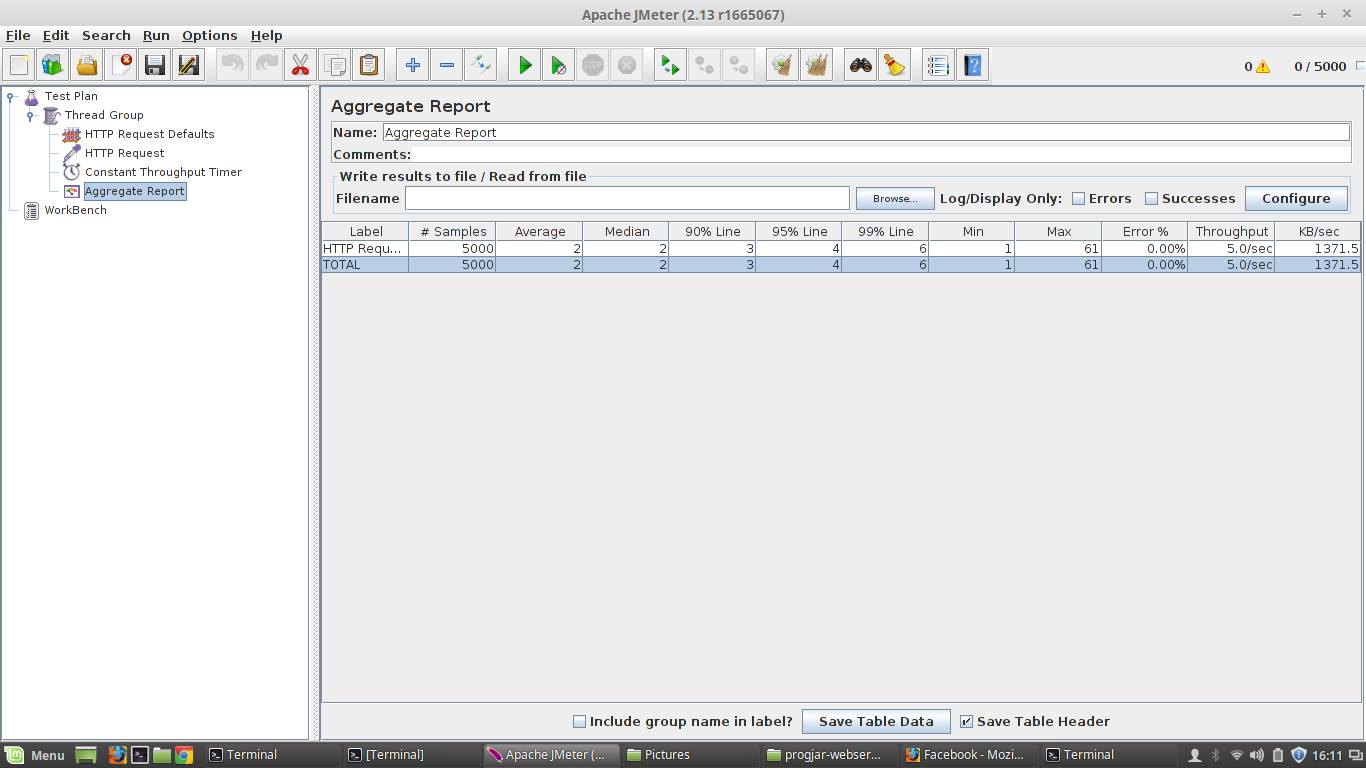 Apache JMeter (2.13 r1665067)
File Edit Search Run Options Help
STOP 0 0 / 5000
Test Plan
Thread Group
HTTP Request Defaults
HTTP Request
Constant Throughput Timer
Aggregate Report
WorkBench
Aggregate Report
Name: Aggregate Report
Comments:
Write results to file / Read from file
Filename Browse... Log/Display Only: Errors Successes Configure
Label # Samples Average Median 90% Line 95% Line 99% Line Min Max Error % Throughput KB/sec
HTTP Requ... 5000 2 2 3 4 6 1 61 0.00% 5.0/sec 1371.5
TOTAL 5000 2 2 3 4 6 1 61 0.00% 5.0/sec 1371.5
Include group name in label? Save Table Data Save Table Header
Menu Terminal [Terminal] Apache JMeter (... Pictures progjar-webser... Facebook - Mozi... Terminal 16:11